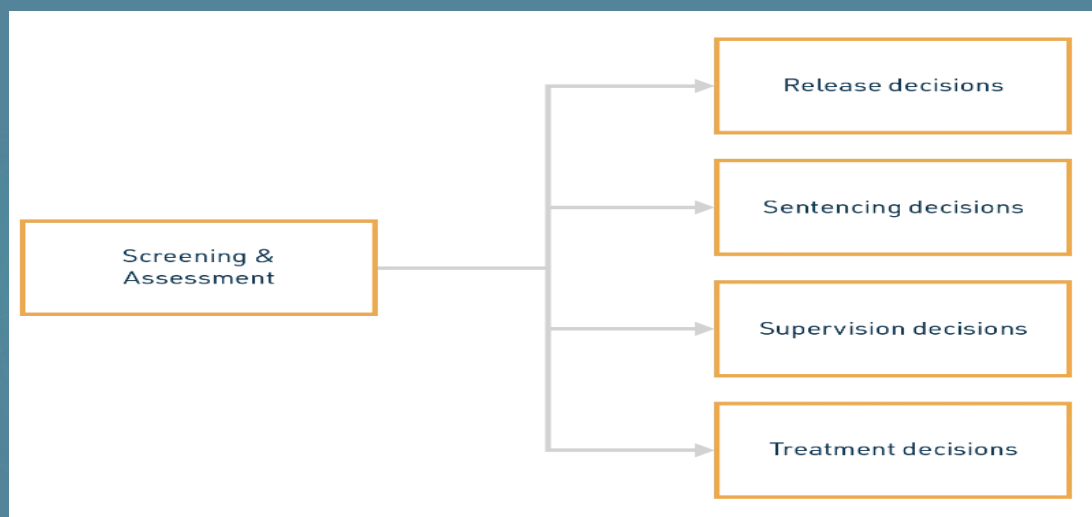 Screening &
Assessment
Release decisions
Sentencing decisions
Supervision decisions
Treatment decisions